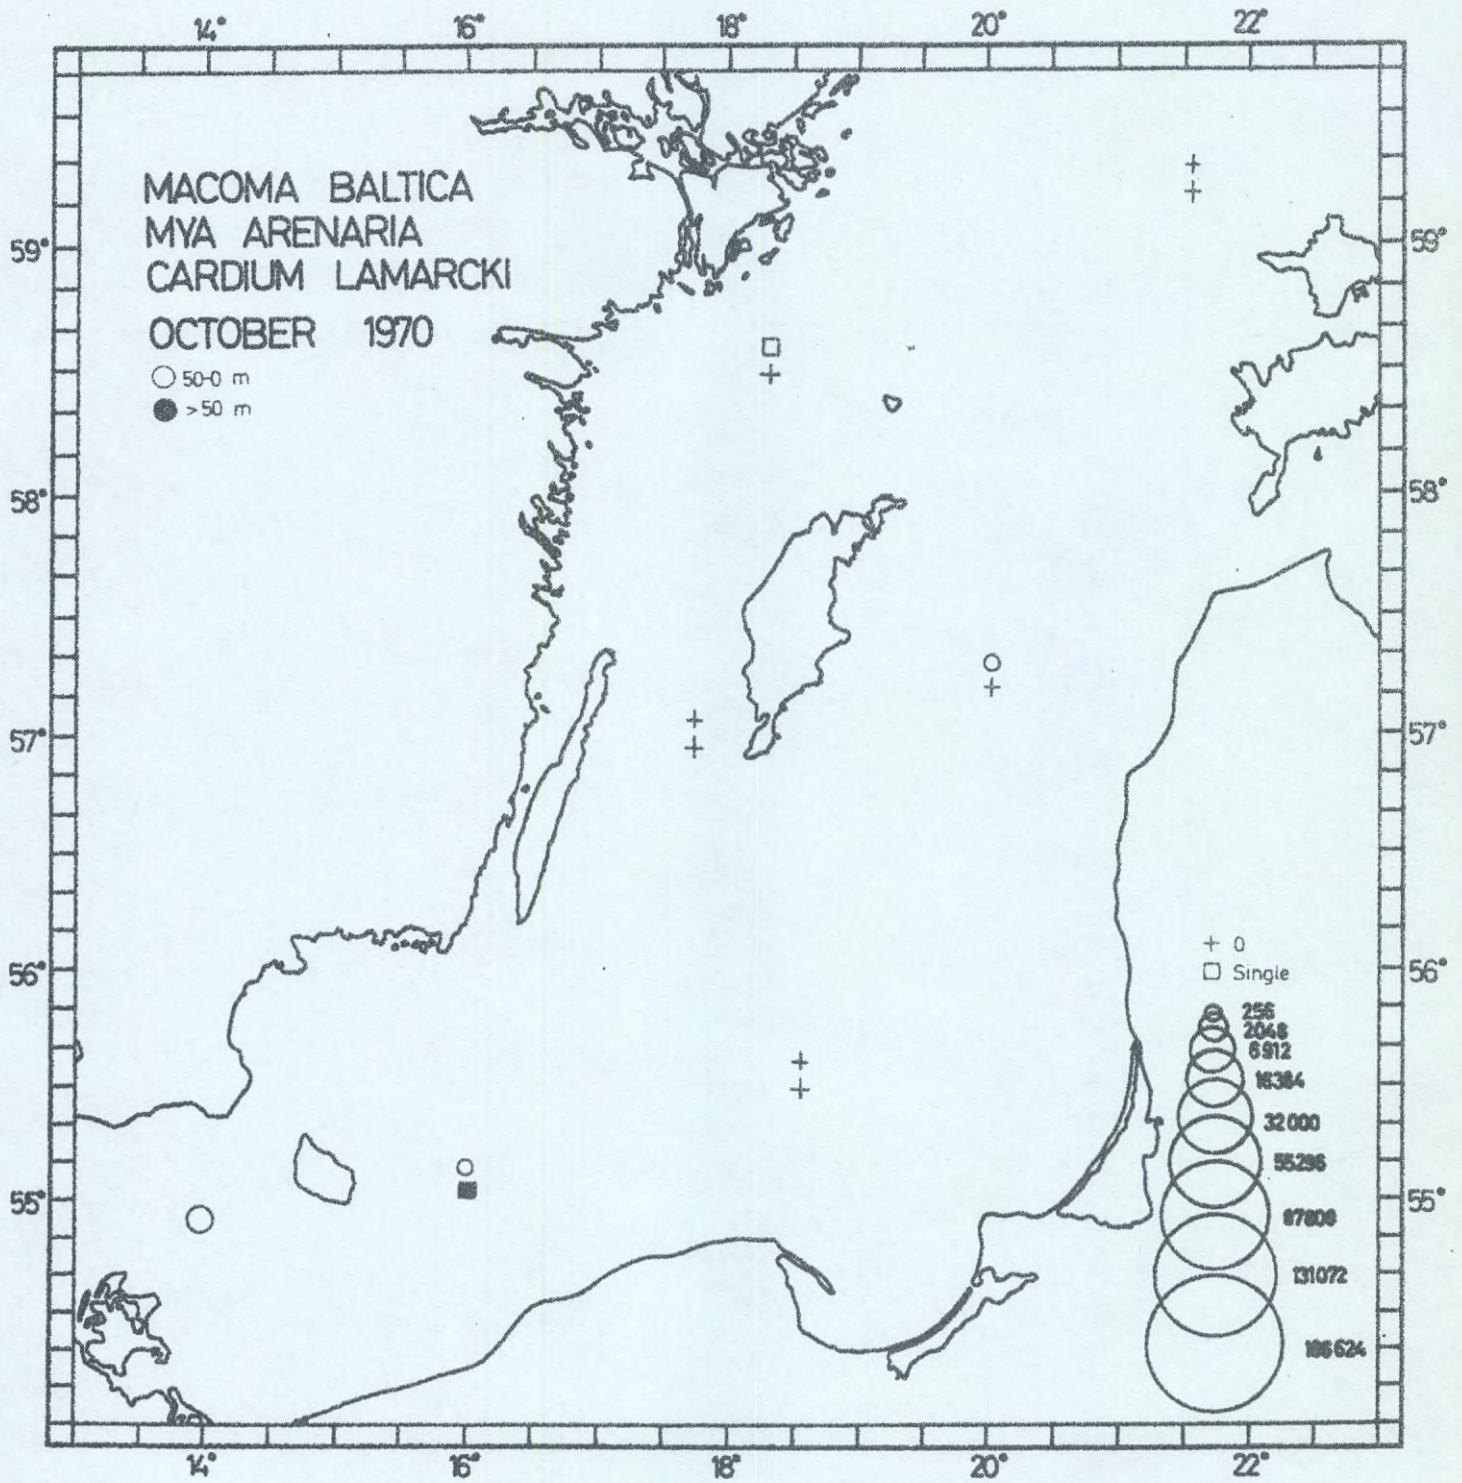 14° 16° 18° 20° 22°
MACOMA BALTICA
MYA ARENARIA
CARDIUM LAMARCKI
OCTOBER 1970
50-0 m
>50 m
59° 59°
58° 58°
57° 57°
56° 56°
55° 55°
+ 0
Single
256
2048
6912
16384
32000
55296
87808
131072
186624
14° 16° 18° 20° 22°